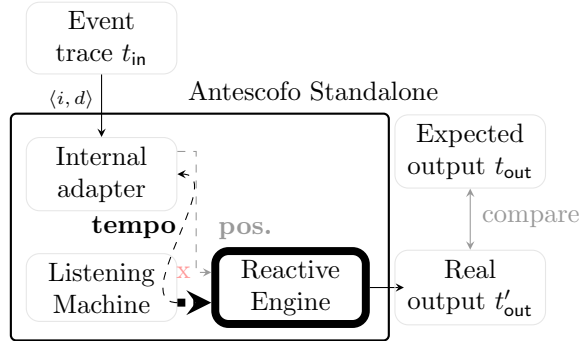 Event
trace t_in
⟨i, d⟩
Antescofo Standalone
Internal
adapter
Expected
output t_out
tempo
pos.
compare
Listening
Machine
x
Reactive
Engine
Real
output t′_out